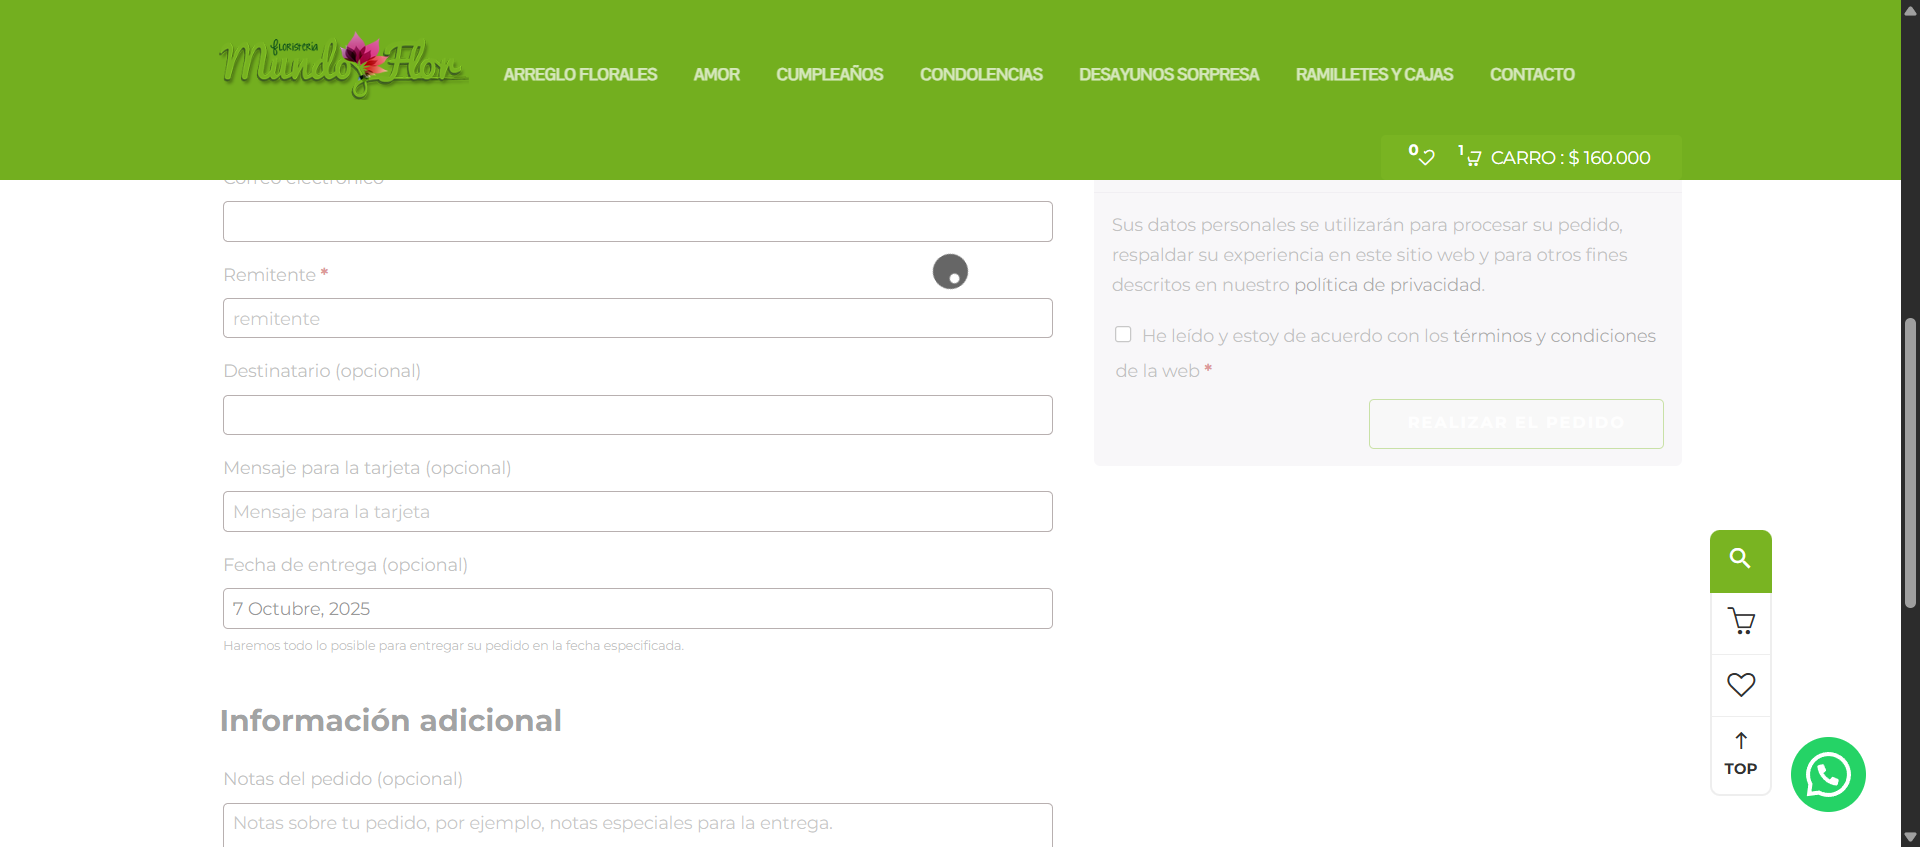 floristeria
Mundo Flor
ARREGLO FLORALES
AMOR
CUMPLEAÑOS
CONDOLENCIAS
DESAYUNOS SORPRESA
RAMILLETES Y CAJAS
CONTACTO
0
1
CARRO : $ 160.000
Correo electrónico
Remitente *
remitente
Destinatario (opcional)
Mensaje para la tarjeta (opcional)
Mensaje para la tarjeta
Fecha de entrega (opcional)
7 Octubre, 2025
Haremos todo lo posible para entregar su pedido en la fecha especificada.
Información adicional
Notas del pedido (opcional)
Notas sobre tu pedido, por ejemplo, notas especiales para la entrega.
Sus datos personales se utilizarán para procesar su pedido,
respaldar su experiencia en este sitio web y para otros fines
descritos en nuestro política de privacidad.
He leído y estoy de acuerdo con los términos y condiciones
de la web *
REALIZAR EL PEDIDO
TOP